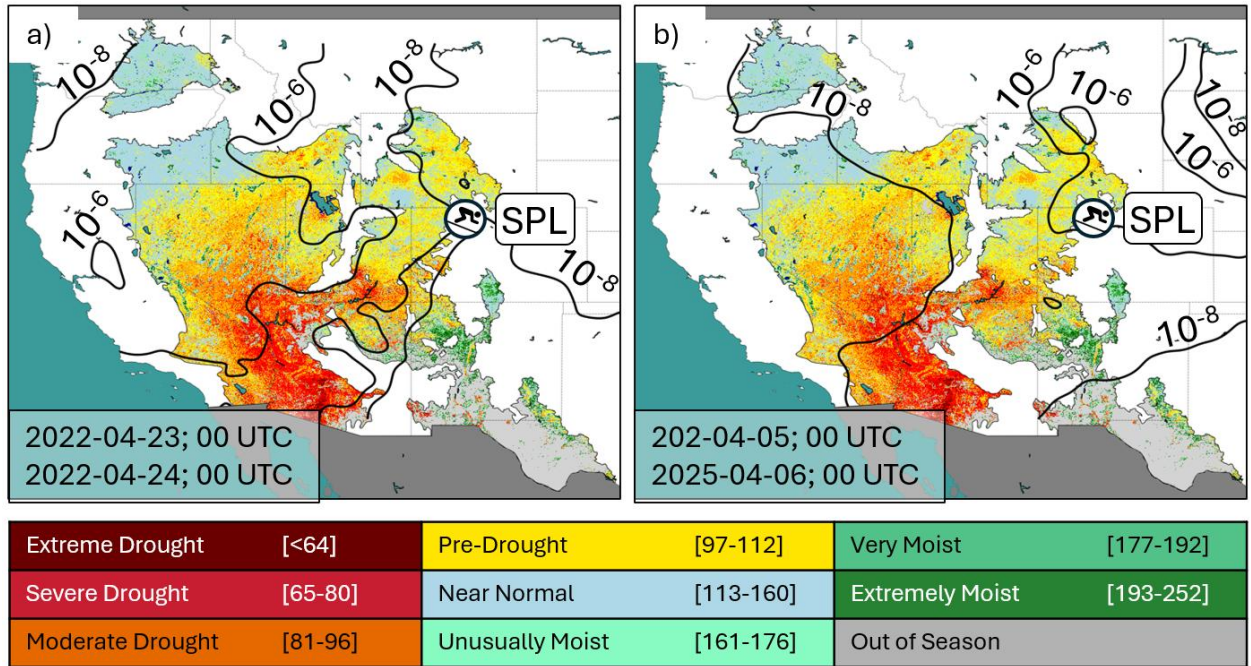 a)
10-8
10-6
10-8
10-6
SPL
10-8
2022-04-23; 00 UTC
2022-04-24; 00 UTC
b)
10-8
10-6
10-6
10-8
10-6
SPL
10-8
202-04-05; 00 UTC
2025-04-06; 00 UTC
Extreme Drought [<64]
Pre-Drought [97-112]
Very Moist [177-192]
Severe Drought [65-80]
Near Normal [113-160]
Extremely Moist [193-252]
Moderate Drought [81-96]
Unusually Moist [161-176]
Out of Season